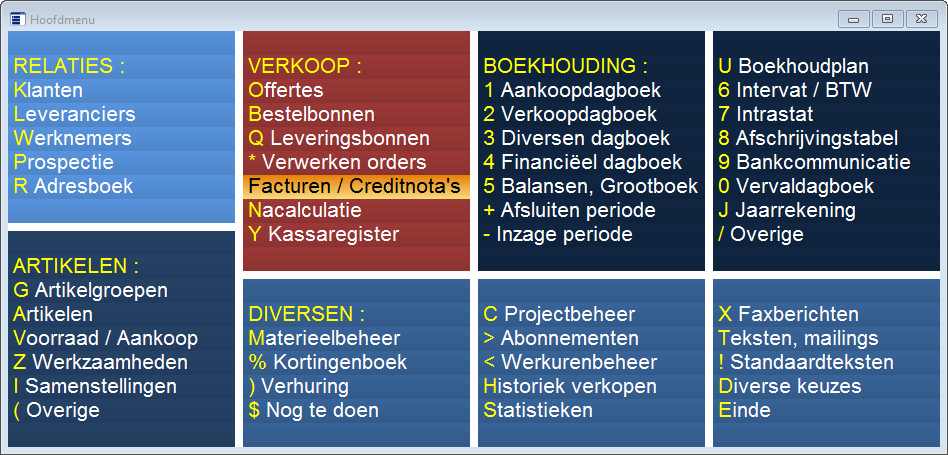 Hoofdmenu
RELATIES :
Klanten
Leveranciers
Werknemers
Prospectie
R Adresboek
ARTIKELEN :
G Artikelgroepen
Artikelen
Voorraad / Aankoop
Z Werkzaamheden
I Samenstellingen
( Overige
VERKOOP :
Offertes
Bestelbonnen
Q Leveringsbonnen
* Verwerken orders
Facturen / Creditnota's
Nacalculatie
Y Kassaregister
BOEKHOUDING :
1 Aankoopdagboek
2 Verkoopdagboek
3 Diversen dagboek
4 Financiëel dagboek
5 Balansen, Grootboek
+ Afsluiten periode
- Inzage periode
U Boekhoudplan
6 Intervat / BTW
7 Intrastat
8 Afschrijvingstabel
9 Bankcommunicatie
0 Vervaldagboek
J Jaarrekening
/ Overige
DIVERSEN :
Materieelbeheer
% Kortingenboek
) Verhuring
$ Nog te doen
C Projectbeheer
> Abonnementen
< Werkurenbeheer
Historiek verkopen
Statistieken
X Faxberichten
Teksten, mailings
! Standaardteksten
Diverse keuzes
Einde